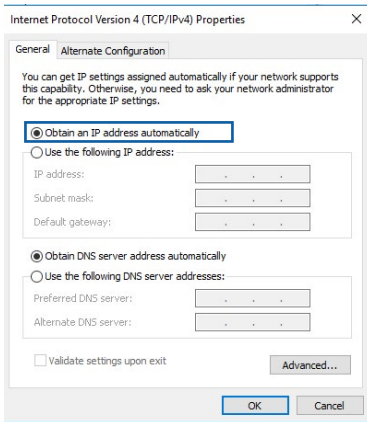 Internet Protocol Version 4 (TCP/IPv4) Properties
General
Alternate Configuration
You can get IP settings assigned automatically if your network supports
this capability. Otherwise, you need to ask your network administrator
for the appropriate IP settings.
Obtain an IP address automatically
Use the following IP address:
IP address:
Subnet mask:
Default gateway:
Obtain DNS server address automatically
Use the following DNS server addresses:
Preferred DNS server:
Alternate DNS server:
Validate settings upon exit
Advanced...
OK
Cancel